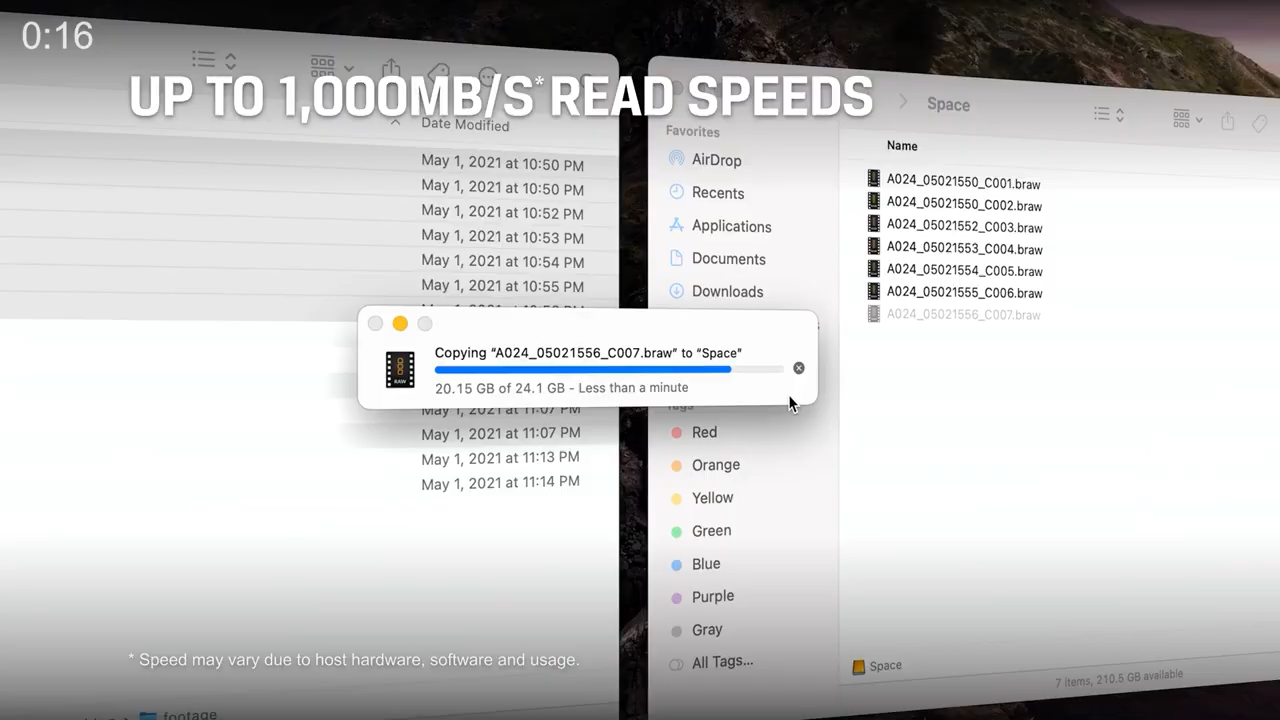 0:16
UP TO 1,000MB/S* READ SPEEDS
Date Modified
May 1, 2021 at 10:50 PM
May 1, 2021 at 10:50 PM
May 1, 2021 at 10:52 PM
May 1, 2021 at 10:53 PM
May 1, 2021 at 10:54 PM
May 1, 2021 at 10:55 PM
Copying “A024_05021556_C007.braw” to “Space”
20.15 GB of 24.1 GB - Less than a minute
RAW
May 1, 2021 at 11:07 PM
May 1, 2021 at 11:07 PM
May 1, 2021 at 11:13 PM
May 1, 2021 at 11:14 PM
footage
Space
Favorites
AirDrop
Recents
Applications
Documents
Downloads
Tags
Red
Orange
Yellow
Green
Blue
Purple
Gray
All Tags...
Name
A024_05021550_C001.braw
A024_05021550_C002.braw
A024_05021552_C003.braw
A024_05021553_C004.braw
A024_05021554_C005.braw
A024_05021555_C006.braw
A024_05021556_C007.braw
Space
7 items, 210.5 GB available
* Speed may vary due to host hardware, software and usage.